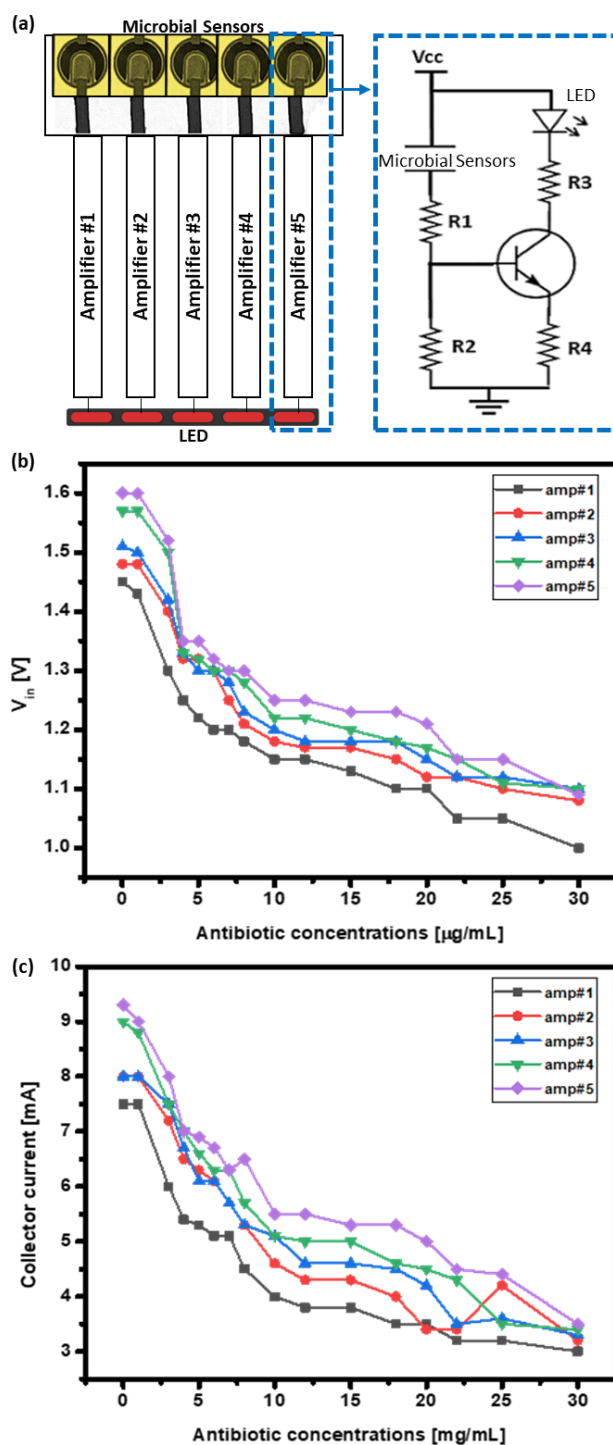 (a)
Microbial Sensors
Amplifier #1
Amplifier #2
Amplifier #3
Amplifier #4
Amplifier #5
LED
Vcc
LED
Microbial Sensors
R3
R1
R2
R4
(b)
amp#1
amp#2
amp#3
amp#4
amp#5
1.6
1.5
1.4
1.3
1.2
1.1
1.0
Vin [V]
0 5 10 15 20 25 30
Antibiotic concentrations [µg/mL]
(c)
amp#1
amp#2
amp#3
amp#4
amp#5
10
9
8
7
6
5
4
3
Collector current [mA]
0 5 10 15 20 25 30
Antibiotic concentrations [mg/mL]